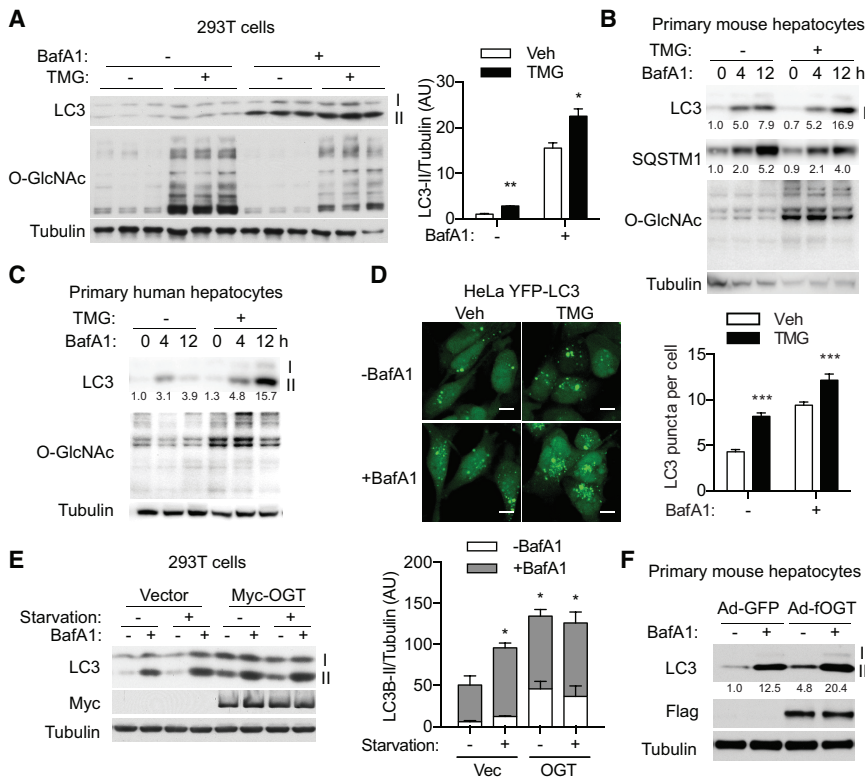 A
293T cells
BafA1: - +
TMG: - + - +
LC3
I
II
O-GlcNAc
Tubulin
Veh
TMG
LC3-II/Tubulin (AU)
30
20
10
0
**
*
BafA1: - +
B
Primary mouse hepatocytes
TMG: - +
BafA1: 0 4 12 0 4 12 h
LC3
1.0 5.0 7.9 0.7 5.2 16.9
SQSTM1
1.0 2.0 5.2 0.9 2.1 4.0
O-GlcNAc
Tubulin
C
Primary human hepatocytes
TMG: - +
BafA1: 0 4 12 0 4 12 h
LC3
I
II
1.0 3.1 3.9 1.3 4.8 15.7
O-GlcNAc
Tubulin
D
HeLa YFP-LC3
Veh TMG
-BafA1
+BafA1
Veh
TMG
LC3 puncta per cell
15
10
5
0
***
***
BafA1: - +
E
293T cells
Vector Myc-OGT
Starvation: - + - +
BafA1: - + - + - + - +
LC3
I
II
Myc
Tubulin
-BafA1
+BafA1
LC3B-II/Tubulin (AU)
200
150
100
50
0
* * *
Starvation: - + - +
Vec OGT
F
Primary mouse hepatocytes
Ad-GFP Ad-fOGT
BafA1: - + - +
LC3
I
II
1.0 12.5 4.8 20.4
Flag
Tubulin